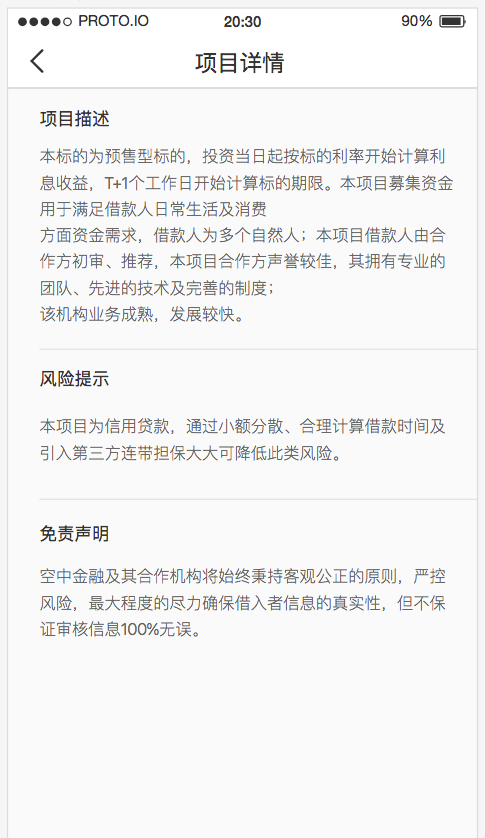 PROTO.IO 20:30 90%
项目详情
项目描述
本标的为预售型标的，投资当日起按标的利率开始计算利
息收益，T+1个工作日开始计算标的期限。本项目募集资金
用于满足借款人日常生活及消费
方面资金需求，借款人为多个自然人；本项目借款人由合
作方初审、推荐，本项目合作方声誉较佳，其拥有专业的
团队、先进的技术及完善的制度；
该机构业务成熟，发展较快。
风险提示
本项目为信用贷款，通过小额分散、合理计算借款时间及
引入第三方连带担保大大可降低此类风险。
免责声明
空中金融及其合作机构将始终秉持客观公正的原则，严控
风险，最大程度的尽力确保借入者信息的真实性，但不保
证审核信息100%无误。